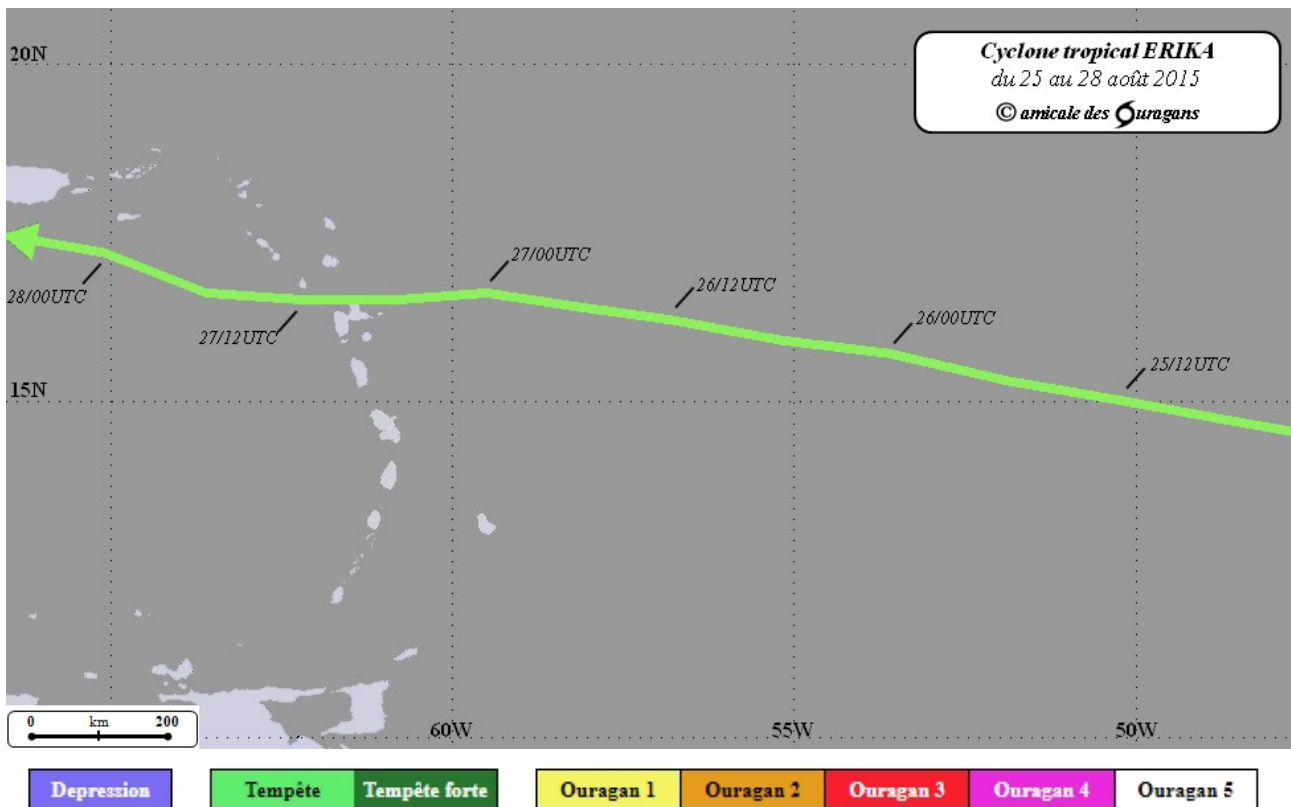 20N
Cyclone tropical ERIKA
du 25 au 28 août 2015
© amicale des Ouragans
27/00UTC
26/12UTC
28/00UTC
26/00UTC
27/12UTC
25/12UTC
15N
0 km 200
60W
55W
50W
Depression
Tempête
Tempête forte
Ouragan 1
Ouragan 2
Ouragan 3
Ouragan 4
Ouragan 5